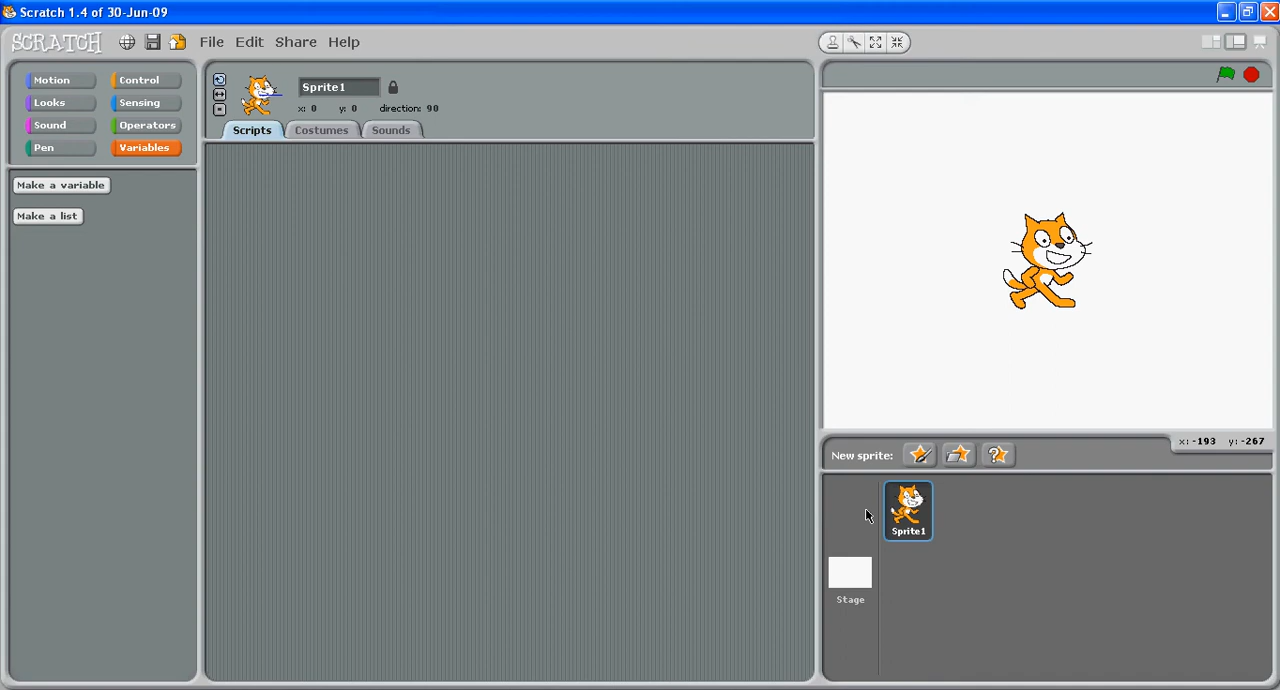 Scratch 1.4 of 30-Jun-09
SCRATCH File Edit Share Help
Motion Control
Looks Sensing
Sound Operators
Pen Variables
Make a variable
Make a list
Sprite1
x: 0 y: 0 direction: 90
Scripts Costumes Sounds
x: -193 y: -267
New sprite:
Sprite1
Stage